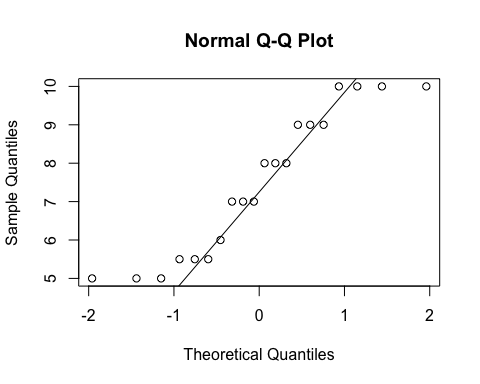 Normal Q-Q Plot
10
9
8
7
6
5
Sample Quantiles
-2 -1 0 1 2
Theoretical Quantiles